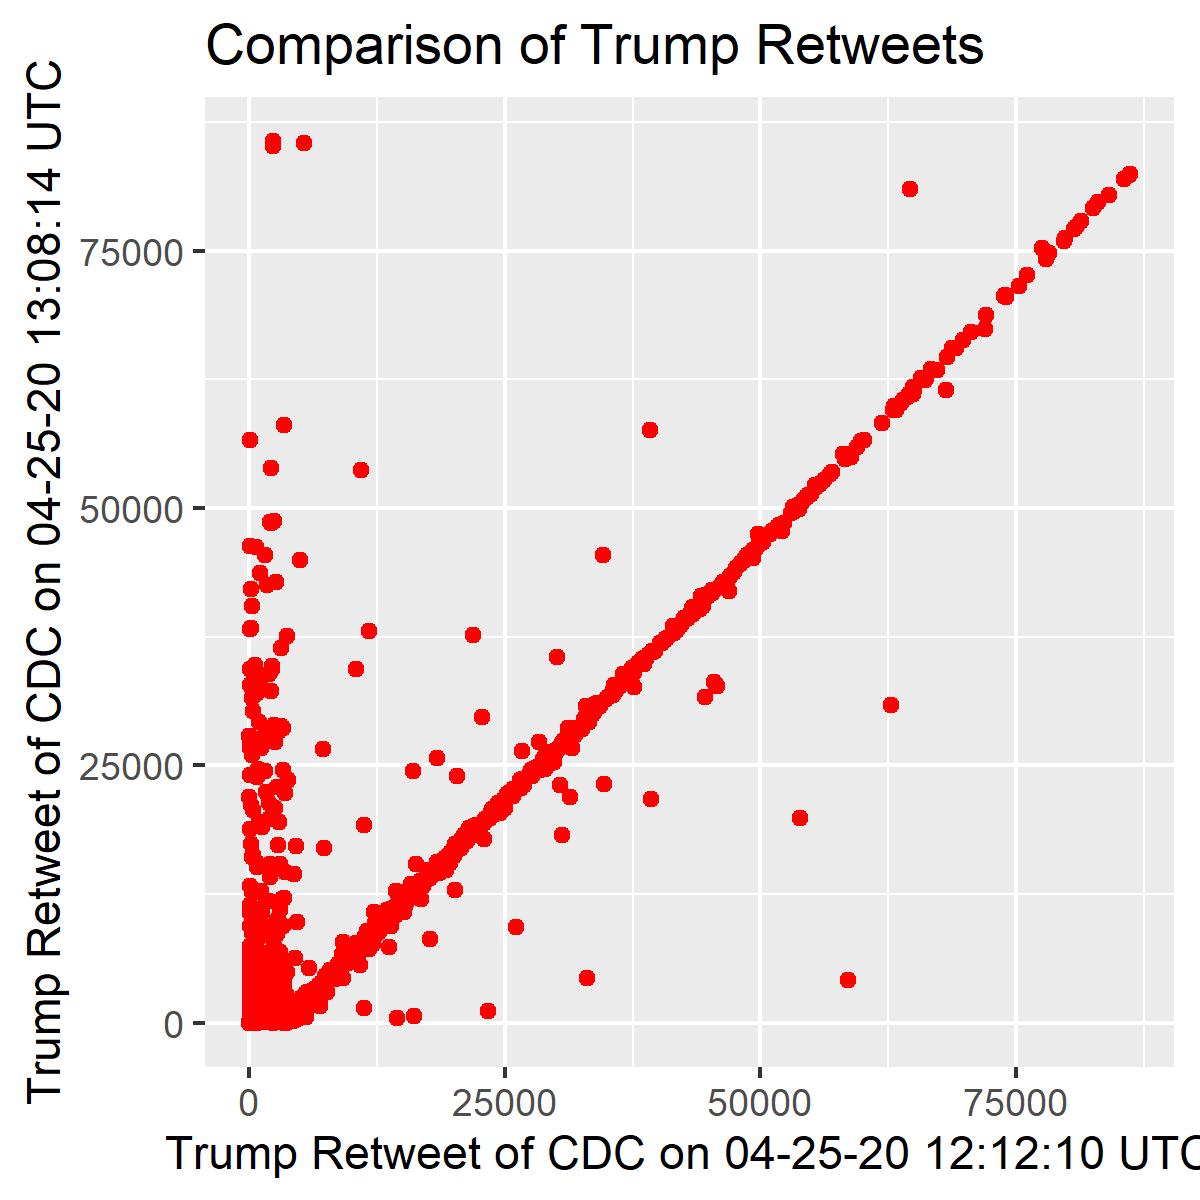 Comparison of Trump Retweets
Trump Retweet of CDC on 04-25-20 13:08:14 UTC
75000
50000
25000
0
0
25000
50000
75000
Trump Retweet of CDC on 04-25-20 12:12:10 UTC